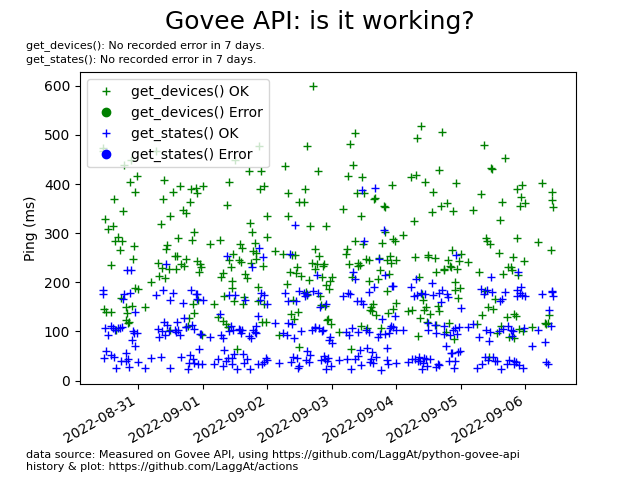 Govee API: is it working?
get_devices(): No recorded error in 7 days.
get_states(): No recorded error in 7 days.
get_devices() OK
get_devices() Error
get_states() OK
get_states() Error
Ping (ms)
600
500
400
300
200
100
0
2022-08-31
2022-09-01
2022-09-02
2022-09-03
2022-09-04
2022-09-05
2022-09-06
data source: Measured on Govee API, using https://github.com/LaggAt/python-govee-api
history & plot: https://github.com/LaggAt/actions